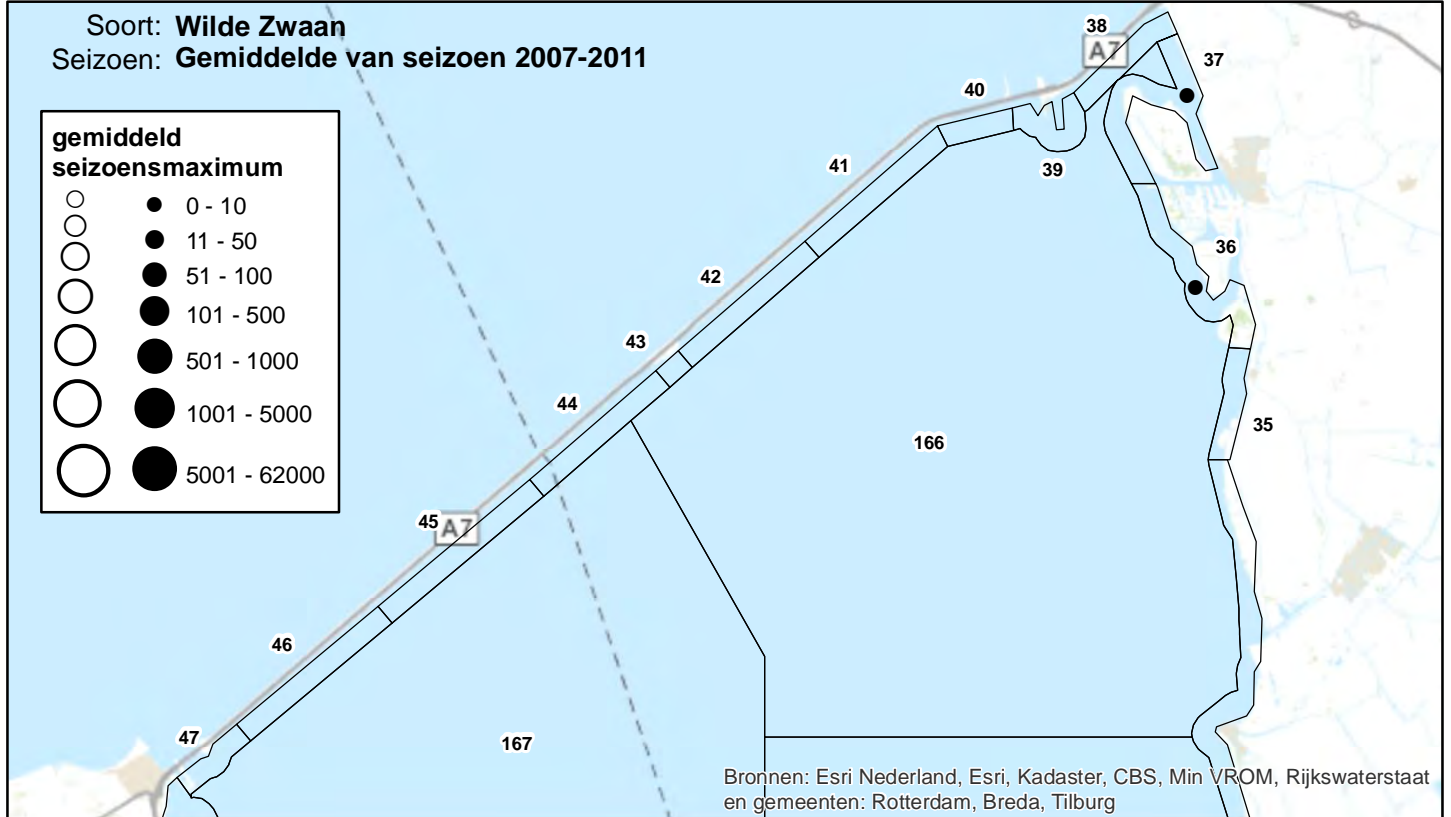 Soort: Wilde Zwaan
Seizoen: Gemiddelde van seizoen 2007-2011
gemiddeld
seizoensmaximum
0 - 10
11 - 50
51 - 100
101 - 500
501 - 1000
1001 - 5000
5001 - 62000
38
A7
37
40
41
39
36
42
43
44
35
166
45
A7
46
47
167
Bronnen: Esri Nederland, Esri, Kadaster, CBS, Min VROM, Rijkswaterstaat
en gemeenten: Rotterdam, Breda, Tilburg